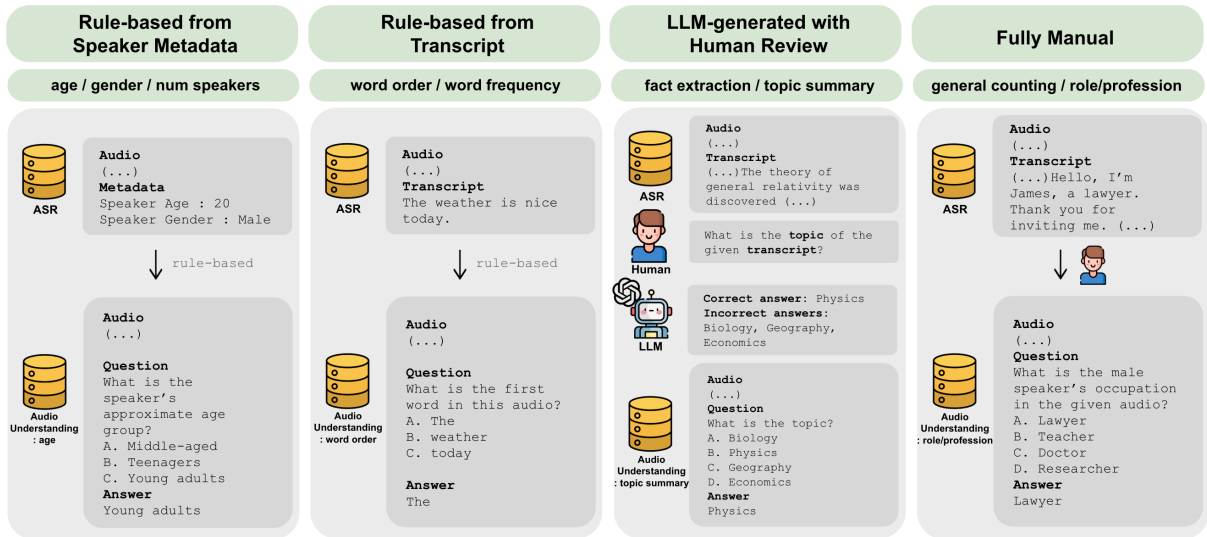 Rule-based from
Speaker Metadata
age / gender / num speakers
ASR
Audio
(...)
Metadata
Speaker Age : 20
Speaker Gender : Male
rule-based
Audio
Understanding
: age
Audio
(...)
Question
What is the
speaker's
approximate age
group?
A. Middle-aged
B. Teenagers
C. Young adults
Answer
Young adults
Rule-based from
Transcript
word order / word frequency
ASR
Audio
(...)
Transcript
The weather is nice
today.
rule-based
Audio
Understanding
: word order
Audio
(...)
Question
What is the first
word in this audio?
A. The
B. weather
C. today
Answer
The
LLM-generated with
Human Review
fact extraction / topic summary
ASR
Audio
(...)
Transcript
(...)The theory of
general relativity was
discovered (...)
Human
What is the topic of the
given transcript?
LLM
Correct answer: Physics
Incorrect answers:
Biology, Geography,
Economics
Audio
Understanding
: topic summary
Audio
(...)
Question
What is the topic?
A. Biology
B. Physics
C. Geography
D. Economics
Answer
Physics
Fully Manual
general counting / role/profession
ASR
Audio
(...)
Transcript
(...)Hello, I'm
James, a lawyer.
Thank you for
inviting me. (...)
Audio
Understanding
: role/profession
Audio
(...)
Question
What is the male
speaker's occupation
in the given audio?
A. Lawyer
B. Teacher
C. Doctor
D. Researcher
Answer
Lawyer